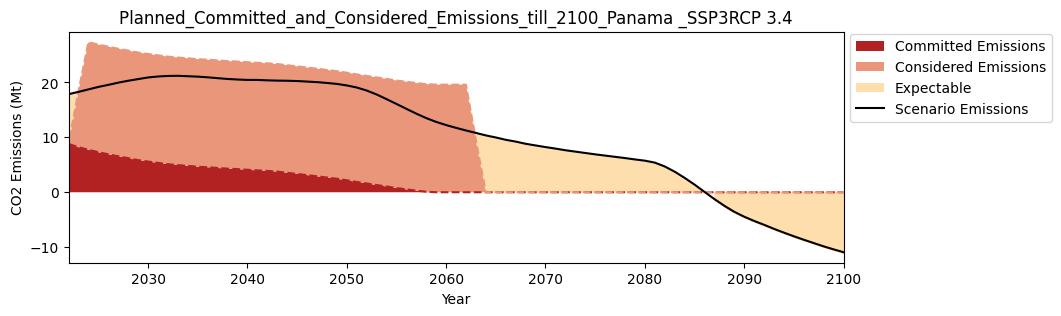 Planned_Committed_and_Considered_Emissions_till_2100_Panama _SSP3RCP 3.4
Committed Emissions
Considered Emissions
Expectable
Scenario Emissions
CO2 Emissions (Mt)
20
10
0
−10
2030 2040 2050 2060 2070 2080 2090 2100
Year